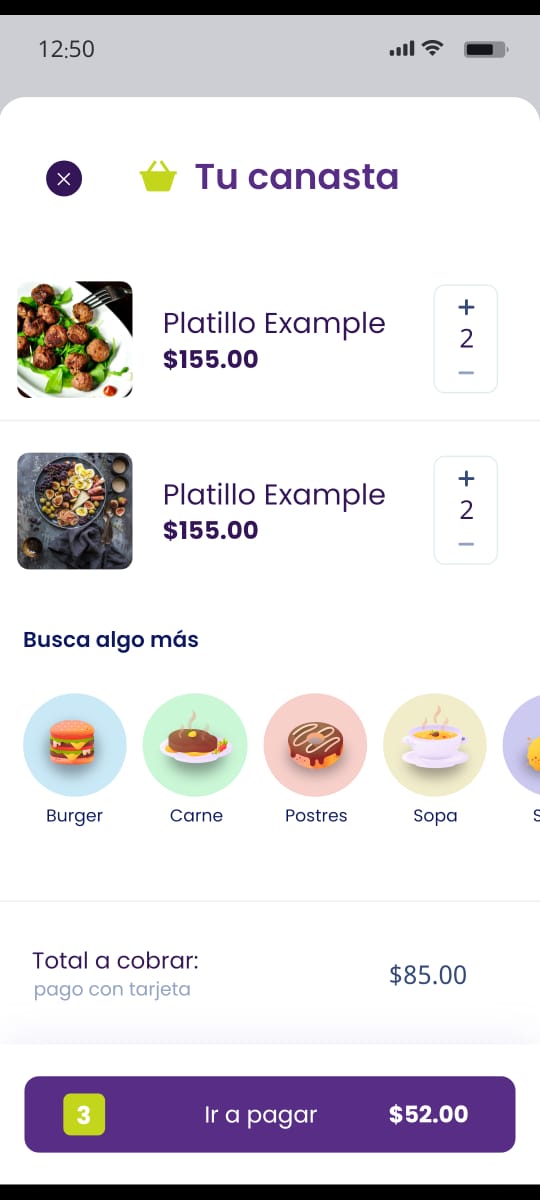 12:50
Tu canasta
Platillo Example
$155.00
+
2
−
Platillo Example
$155.00
+
2
−
Busca algo más
Burger
Carne
Postres
Sopa
S
Total a cobrar:
pago con tarjeta
$85.00
3 Ir a pagar $52.00